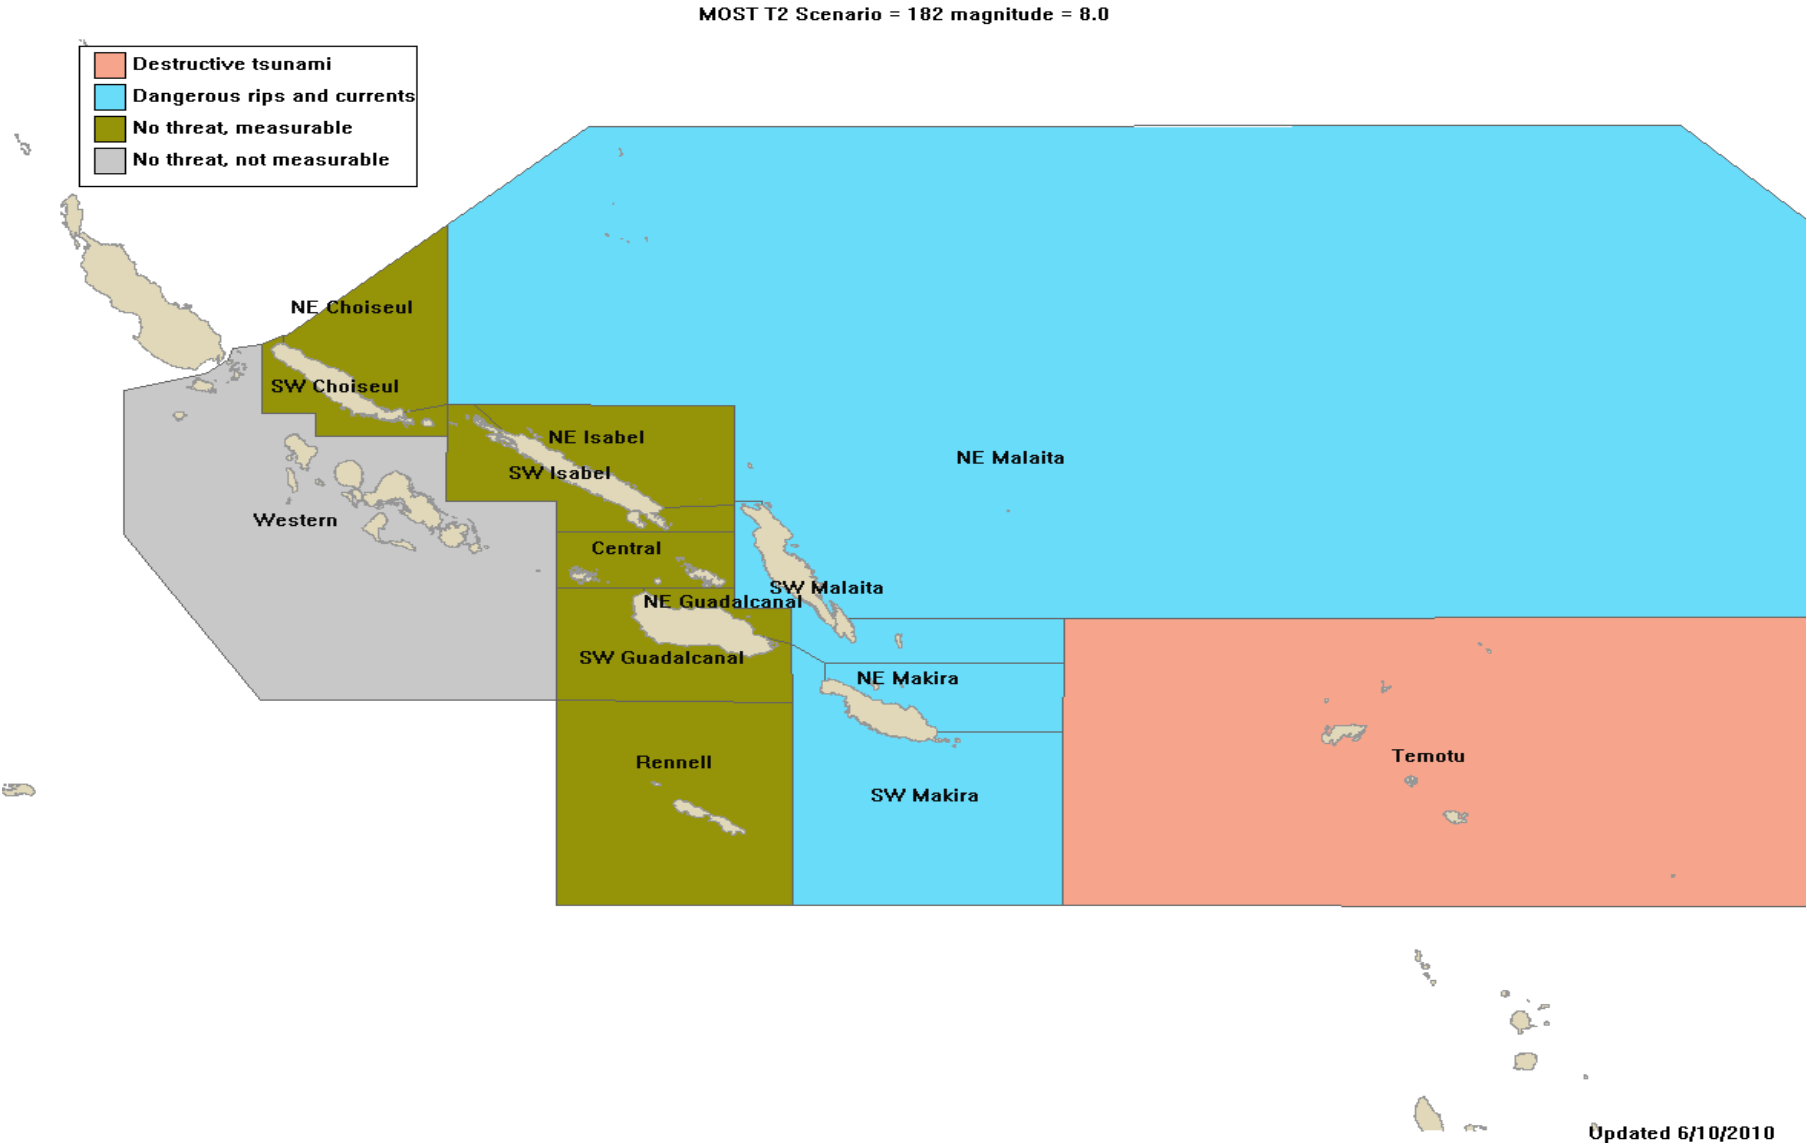 MOST T2 Scenario = 182 magnitude = 8.0
Destructive tsunami
Dangerous rips and currents
No threat, measurable
No threat, not measurable
NE Choiseul
SW Choiseul
NE Isabel
NE Malaita
SW Isabel
Western
Central
SW Malaita
NE Guadalcanal
SW Guadalcanal
NE Makira
Temotu
Rennell
SW Makira
Updated 6/10/2010